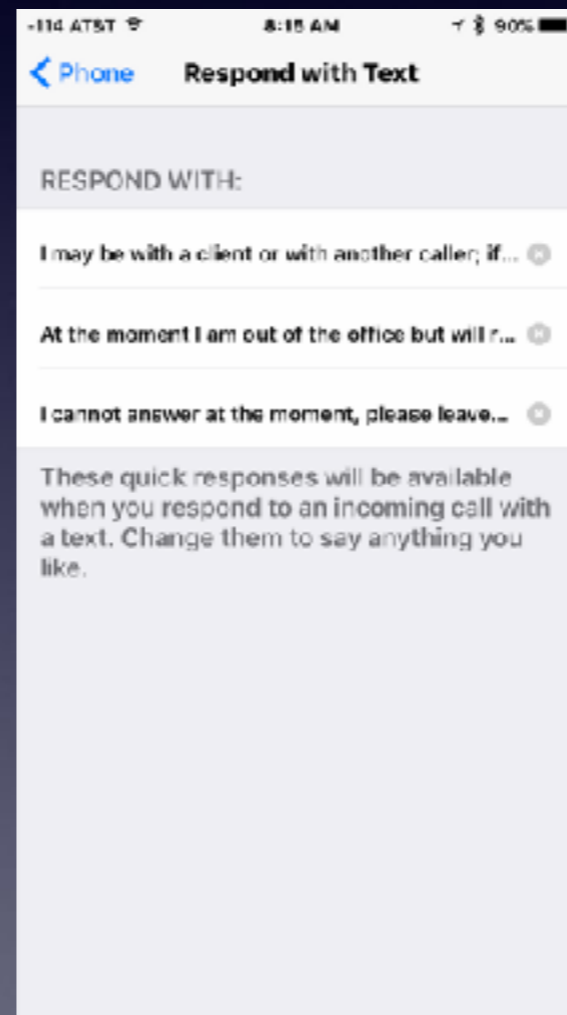 -114 AT&T 8:15 AM 90%
Phone Respond with Text
RESPOND WITH:
I may be with a client or with another caller; if...
At the moment I am out of the office but will r...
I cannot answer at the moment, please leave...
These quick responses will be available
when you respond to an incoming call with
a text. Change them to say anything you
like.